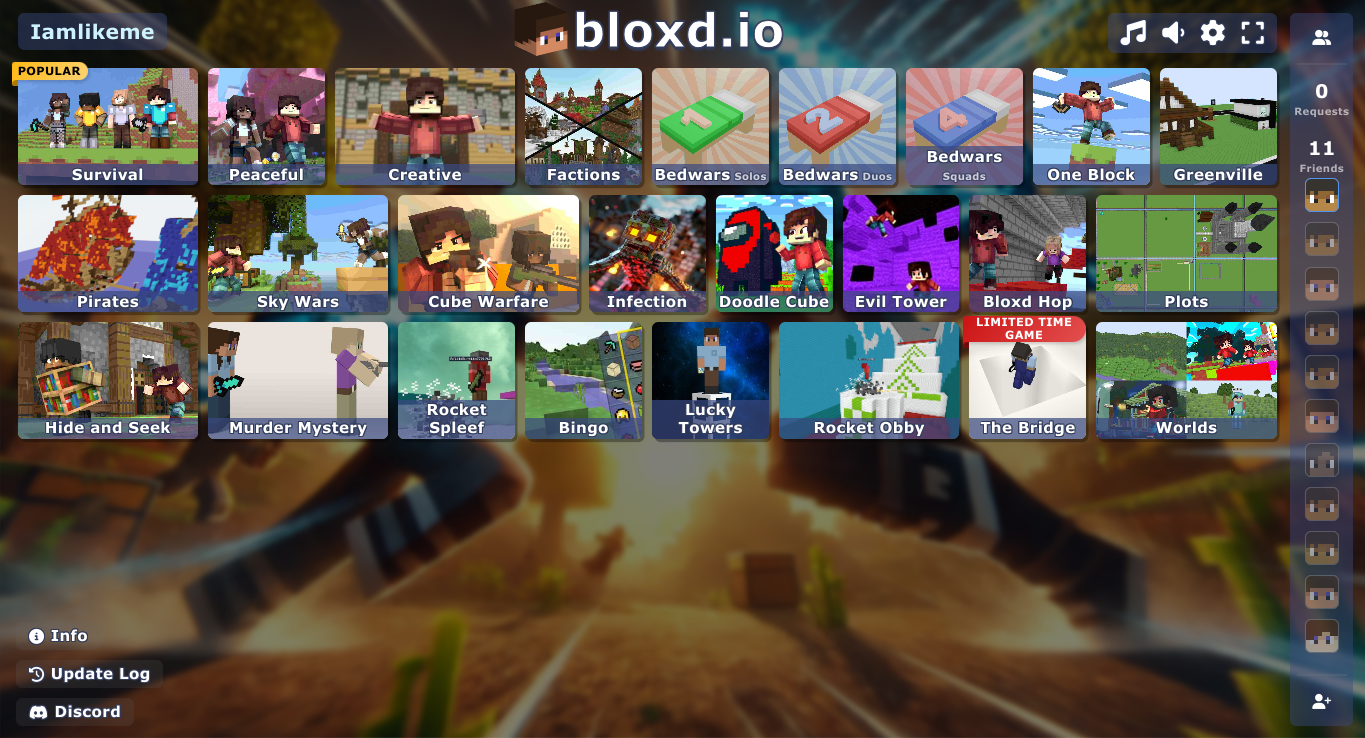 Iamlikeme
bloxd.io
0
Requests
11
Friends
POPULAR
Survival
Peaceful
Creative
Factions
1
Bedwars Solos
2
Bedwars Duos
4
Bedwars
Squads
One Block
Greenville
Pirates
Sky Wars
Cube Warfare
Infection
Doodle Cube
Evil Tower
Bloxd Hop
Plots
Hide and Seek
Murder Mystery
Rocket
Spleef
Bingo
Lucky
Towers
Rocket Obby
LIMITED TIME
GAME
The Bridge
Worlds
Info
Update Log
Discord